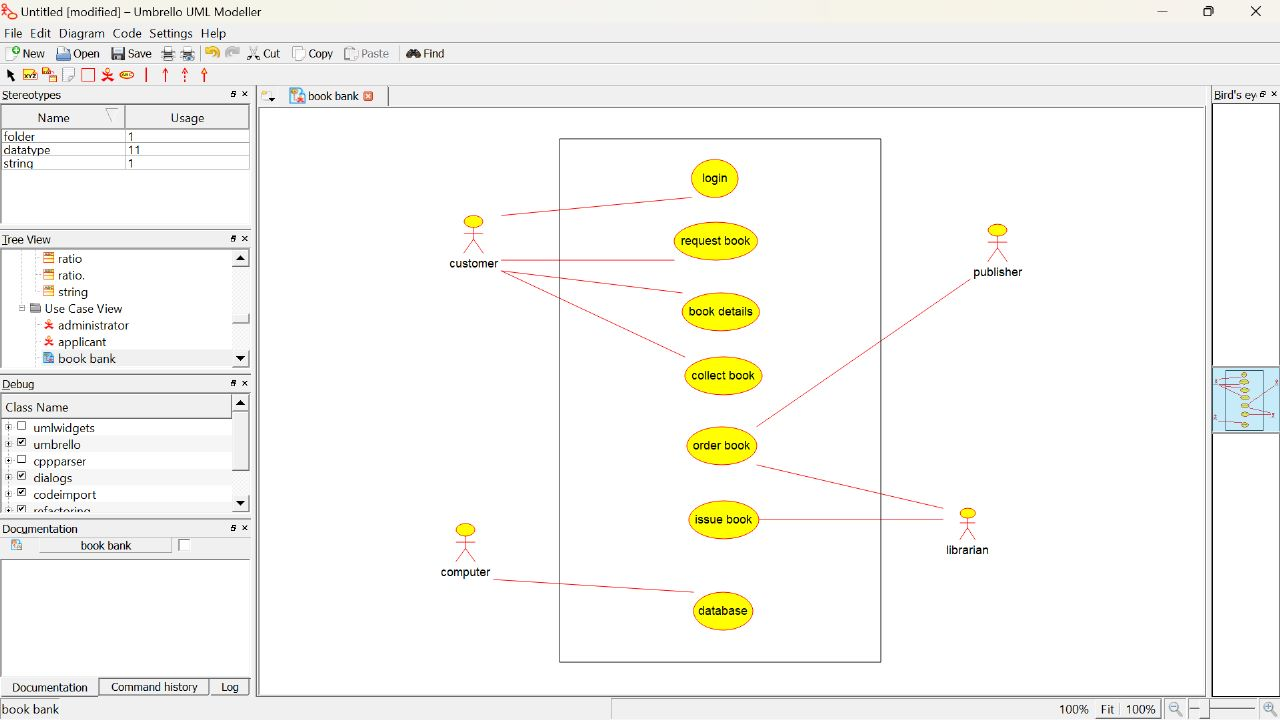 Untitled [modified] – Umbrello UML Modeller
File Edit Diagram Code Settings Help
New Open Save Cut Copy Paste Find
Stereotypes
Name Usage
folder 1
datatype 11
string 1
Tree View
ratio
ratio.
string
Use Case View
administrator
applicant
book bank
Debug
Class Name
umlwidgets
umbrello
cppparser
dialogs
codeimport
refactoring
Documentation
book bank
Documentation Command history Log
book bank
book bank
login
request book
book details
collect book
order book
issue book
database
customer
computer
publisher
librarian
Bird's ey
100% Fit 100%